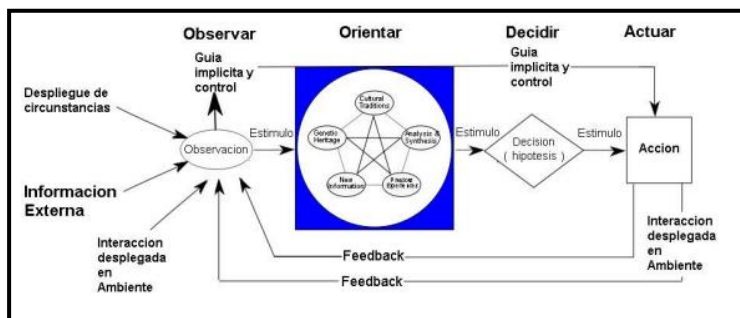 Observar
Orientar
Decidir
Actuar
Guia
implicita y
control
Guia
implicita y
control
Despliegue de
circunstancias
Observacion
Estimulo
Cultural
Traditions
Genetic
Heritage
Analysis &
Synthesis
New
Information
Previous
Experience
Estimulo
Decision
( hipotesis )
Estimulo
Accion
Informacion
Externa
Interaccion
desplegada
en
Ambiente
Feedback
Feedback
Interaccion
desplegada
en
Ambiente